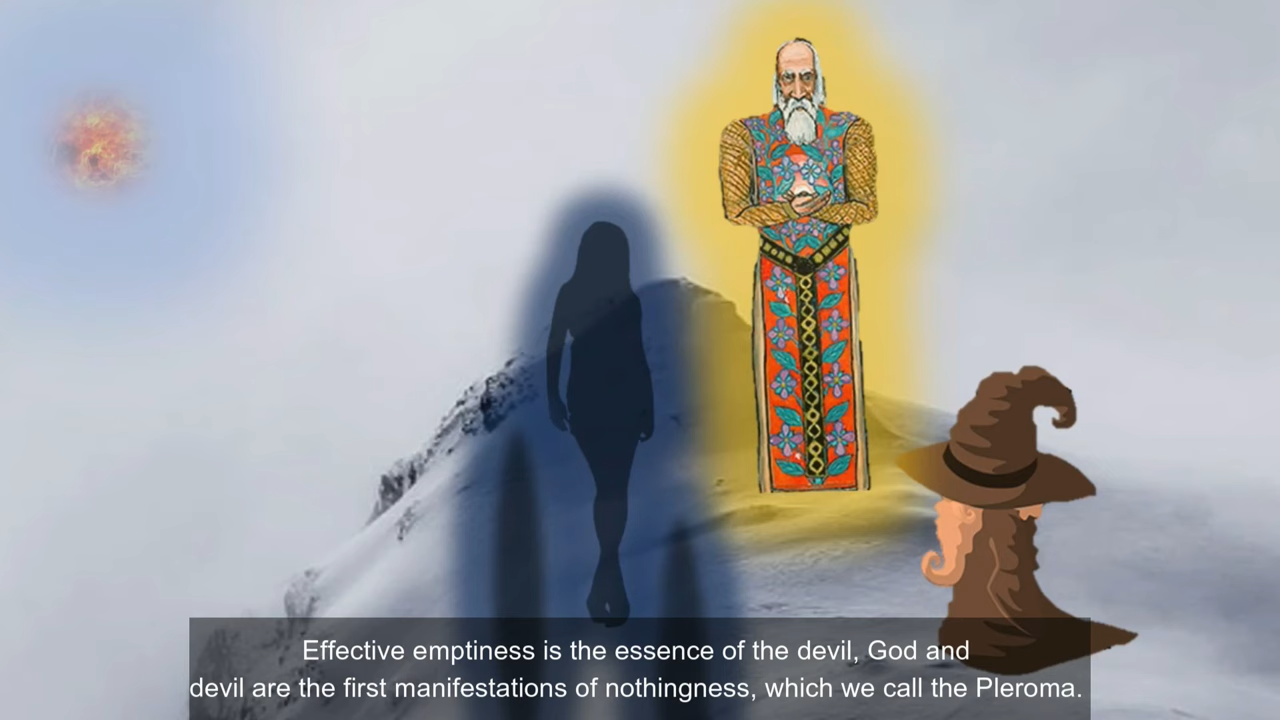 Effective emptiness is the essence of the devil, God and
devil are the first manifestations of nothingness, which we call the Pleroma.